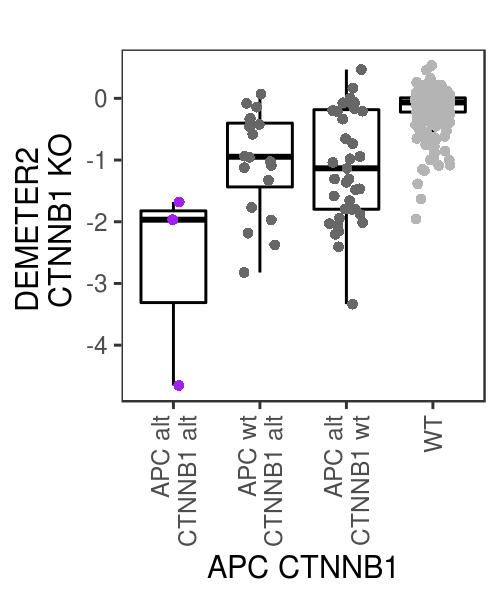 DEMETER2
CTNNB1 KO
0
-1
-2
-3
-4
APC alt
CTNNB1 alt
APC wt
CTNNB1 alt
APC alt
CTNNB1 wt
WT
APC CTNNB1